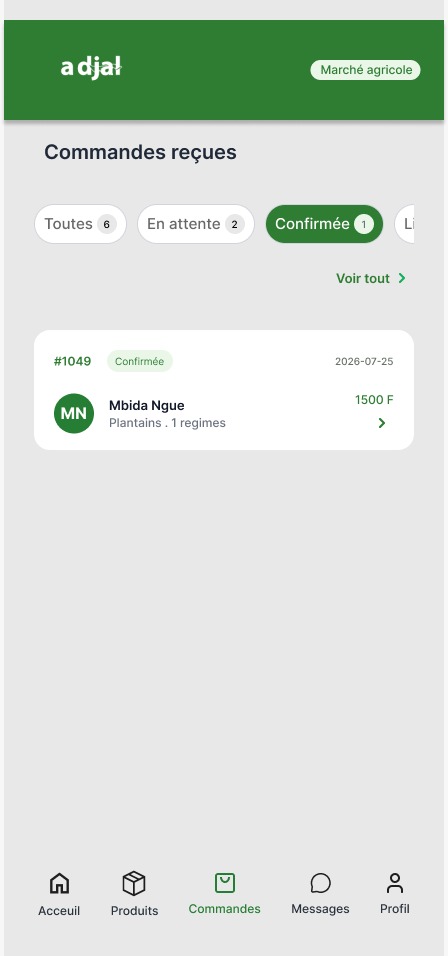 adjal
Marché agricole
Commandes reçues
Toutes 6
En attente 2
Confirmée 1
Li
Voir tout
#1049 Confirmée 2026-07-25
MN Mbida Ngue 1500 F
Plantains . 1 regimes
Acceuil Produits Commandes Messages Profil